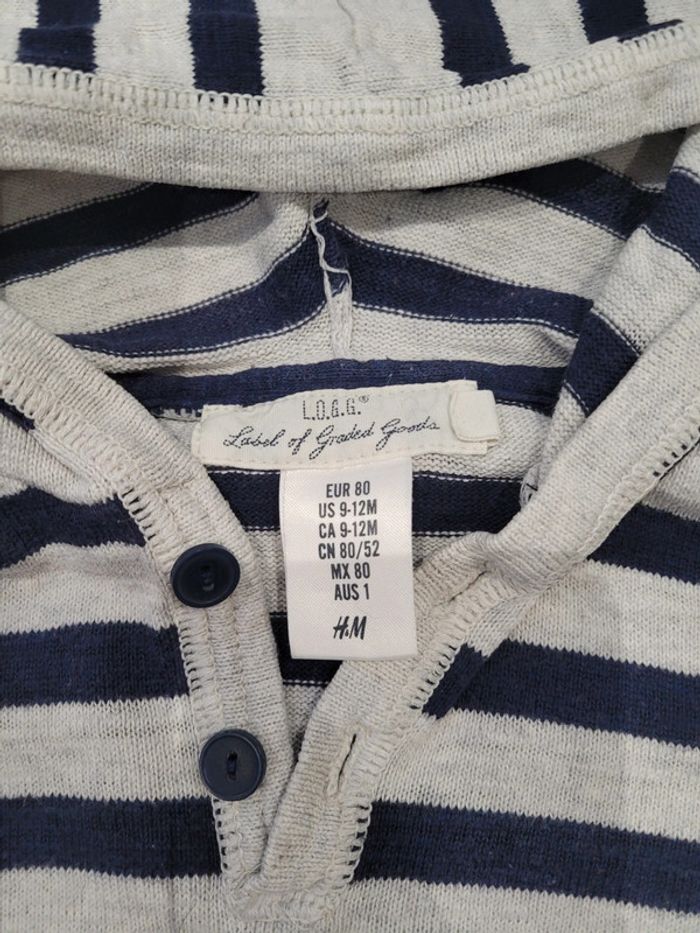 L.O.G.G.®
Label of Graded Goods
EUR 80
US 9-12M
CA 9-12M
CN 80/52
MX 80
AUS 1
H&M